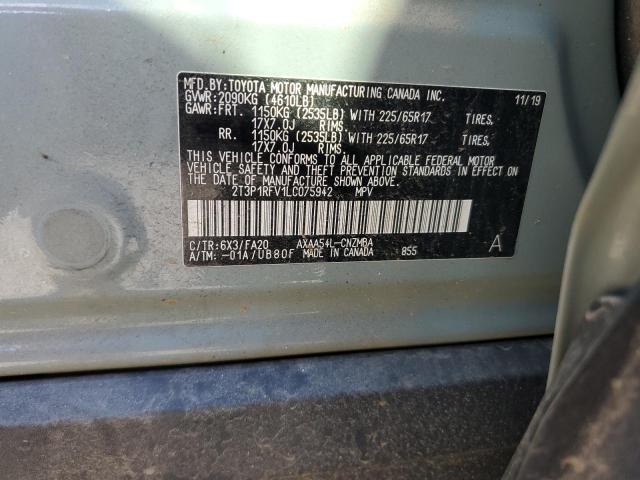 MFD.BY:TOYOTA MOTOR MANUFACTURING CANADA INC. 11/19
GVWR:2090KG (4610LB)
GAWR:FRT. 1150KG (2535LB) WITH 225/65R17 TIRES,
17X7.0J RIMS
RR. 1150KG (2535LB) WITH 225/65R17 TIRES,
17X7.0J RIMS
THIS VEHICLE CONFORMS TO ALL APPLICABLE FEDERAL MOTOR
VEHICLE SAFETY AND THEFT PREVENTION STANDARDS
IN EFFECT ON THE DATE OF MANUFACTURE SHOWN
ABOVE.
2T3P1RFV1LC075942 MPV
C/TR:6X3/FA20 AXAA54L-CNZMBA A
A/TM:-01A/UB80F MADE IN CANADA 855